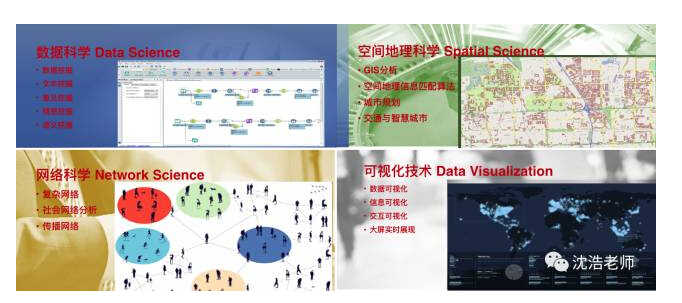 数据科学 Data Science
• 数据挖掘
• 文本挖掘
• 意见挖掘
• 情感挖掘
• 语义挖掘
空间地理科学 Spatial Science
• GIS分析
• 空间地理信息匹配算法
• 城市规划
• 交通与智慧城市
网络科学 Network Science
• 复杂网络
• 社会网络分析
• 传播网络
可视化技术 Data Visualization
• 数据可视化
• 信息可视化
• 交互可视化
• 大屏实时展现
沈浩老师